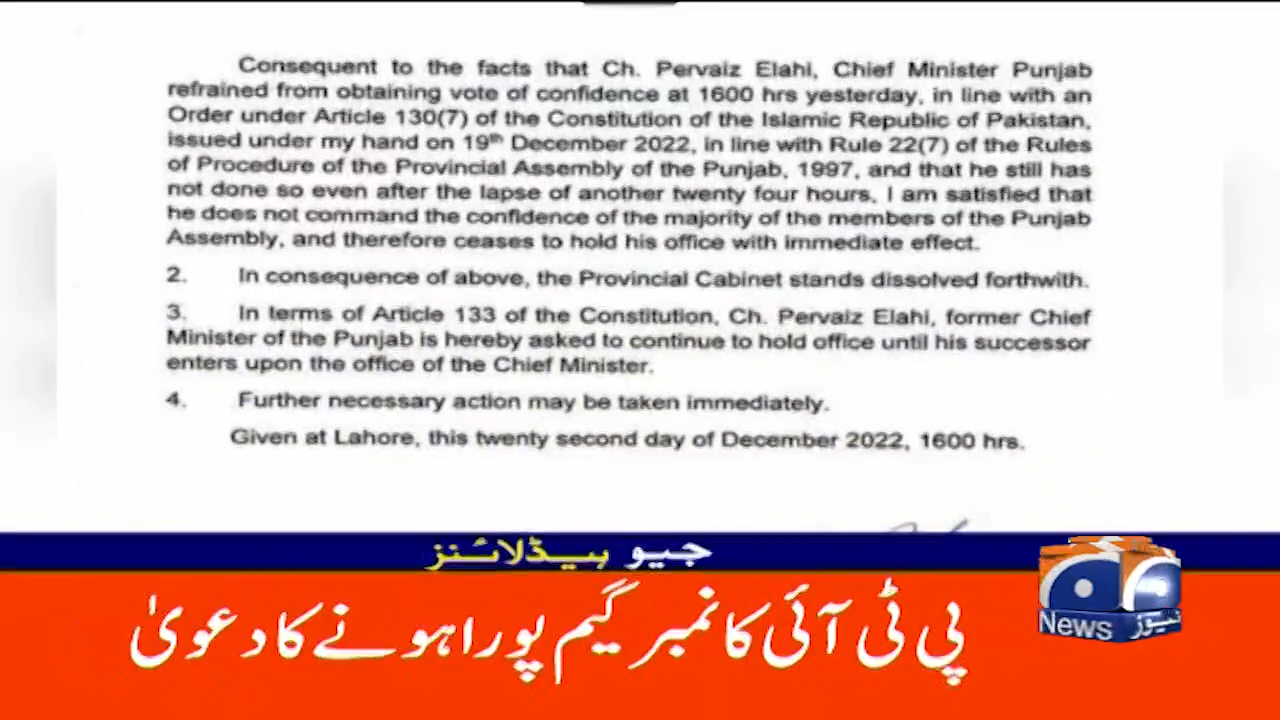 Consequent to the facts that Ch. Pervaiz Elahi, Chief Minister Punjab
refrained from obtaining vote of confidence at 1600 hrs yesterday, in line with an
Order under Article 130(7) of the Constitution of the Islamic Republic of Pakistan,
issued under my hand on 19th December 2022, in line with Rule 22(7) of the Rules
of Procedure of the Provincial Assembly of the Punjab, 1997, and that he still has
not done so even after the lapse of another twenty four hours, I am satisfied that
he does not command the confidence of the majority of the members of the Punjab
Assembly, and therefore ceases to hold his office with immediate effect.
2. In consequence of above, the Provincial Cabinet stands dissolved forthwith.
3. In terms of Article 133 of the Constitution, Ch. Pervaiz Elahi, former Chief
Minister of the Punjab is hereby asked to continue to hold office until his successor
enters upon the office of the Chief Minister.
4. Further necessary action may be taken immediately.
Given at Lahore, this twenty second day of December 2022, 1600 hrs.
جیو ہیڈلائنز
پی ٹی آئی کا نمبر گیم پورا ہونے کا دعویٰ
News نیوز